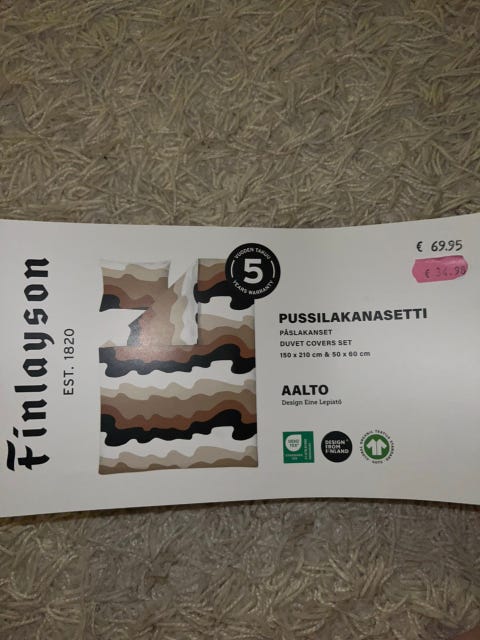 Finlayson
EST. 1820
VUODEN TAKUU
5
YEARS WARRANTY
€ 69.95
€ 34.98
PUSSILAKANASETTI
PÅSLAKANSET
DUVET COVERS SET
150 x 210 cm & 50 x 60 cm
AALTO
Design Eine Lepistö
DESIGN
FROM
FINLAND